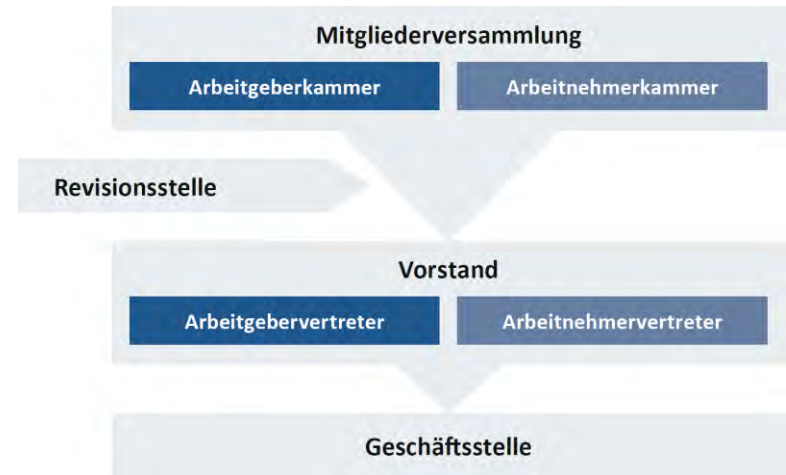 Mitgliederversammlung
Arbeitgeberkammer
Arbeitnehmerkammer
Revisionsstelle
Vorstand
Arbeitgebervertreter
Arbeitnehmervertreter
Geschäftsstelle